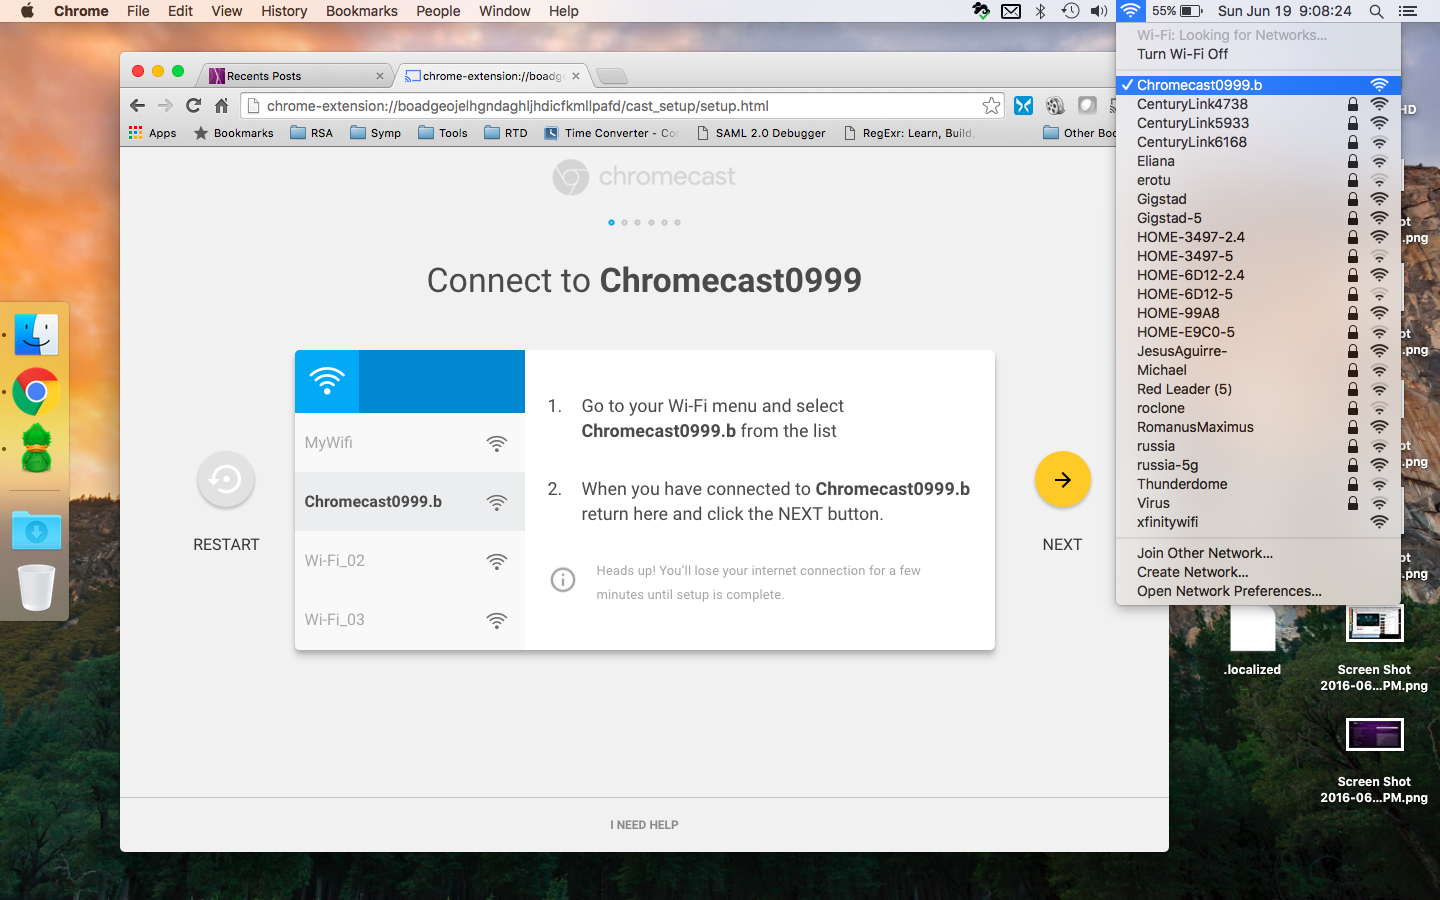 Chrome File Edit View History Bookmarks People Window Help 55% Sun Jun 19 9:08:24
Recents Posts
chrome-extension://boadge
chrome-extension://boadgeojelhgndaghljhdicfkmllpafd/cast_setup/setup.html
Apps Bookmarks RSA Symp Tools RTD Time Converter - Co SAML 2.0 Debugger RegExr: Learn, Build, Other Boo
chromecast
Connect to Chromecast0999
MyWifi
Chromecast0999.b
Wi-Fi_02
Wi-Fi_03
1. Go to your Wi-Fi menu and select
Chromecast0999.b from the list
2. When you have connected to Chromecast0999.b
return here and click the NEXT button.
Heads up! You'll lose your internet connection for a few
minutes until setup is complete.
RESTART
NEXT
I NEED HELP
Wi-Fi: Looking for Networks...
Turn Wi-Fi Off
Chromecast0999.b
CenturyLink4738
CenturyLink5933
CenturyLink6168
Eliana
erotu
Gigstad
Gigstad-5
HOME-3497-2.4
HOME-3497-5
HOME-6D12-2.4
HOME-6D12-5
HOME-99A8
HOME-E9C0-5
JesusAguirre-
Michael
Red Leader (5)
roclone
RomanusMaximus
russia
russia-5g
Thunderdome
Virus
xfinitywifi
Join Other Network...
Create Network...
Open Network Preferences...
HD
ot
.png
ot
.png
ot
.png
ot
.png
.localized
Screen Shot
2016-06...PM.png
Screen Shot
2016-06...PM.png